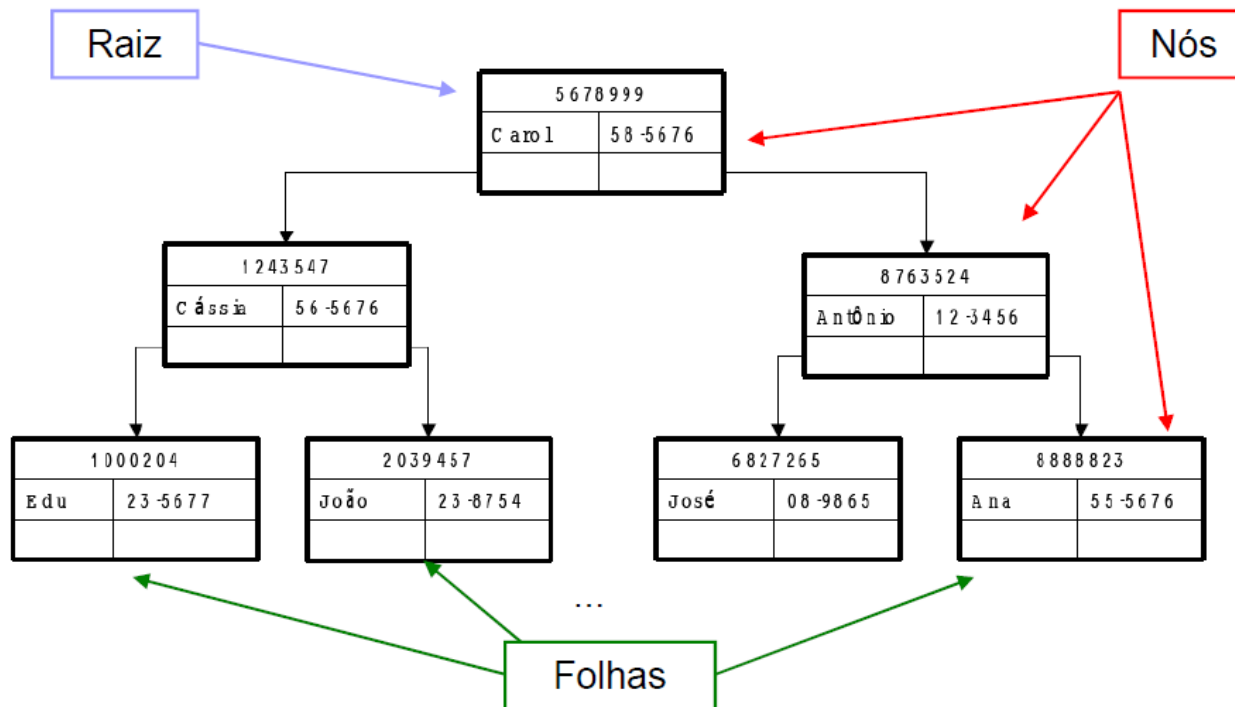 Raiz
Nós
5678999
Carol 58-5676
1243547
Cássia 56-5676
8763524
Antônio 12-3456
1000204
Edu 23-5677
2039457
João 23-8754
6827265
José 08-9865
8888823
Ana 55-5676
...
Folhas